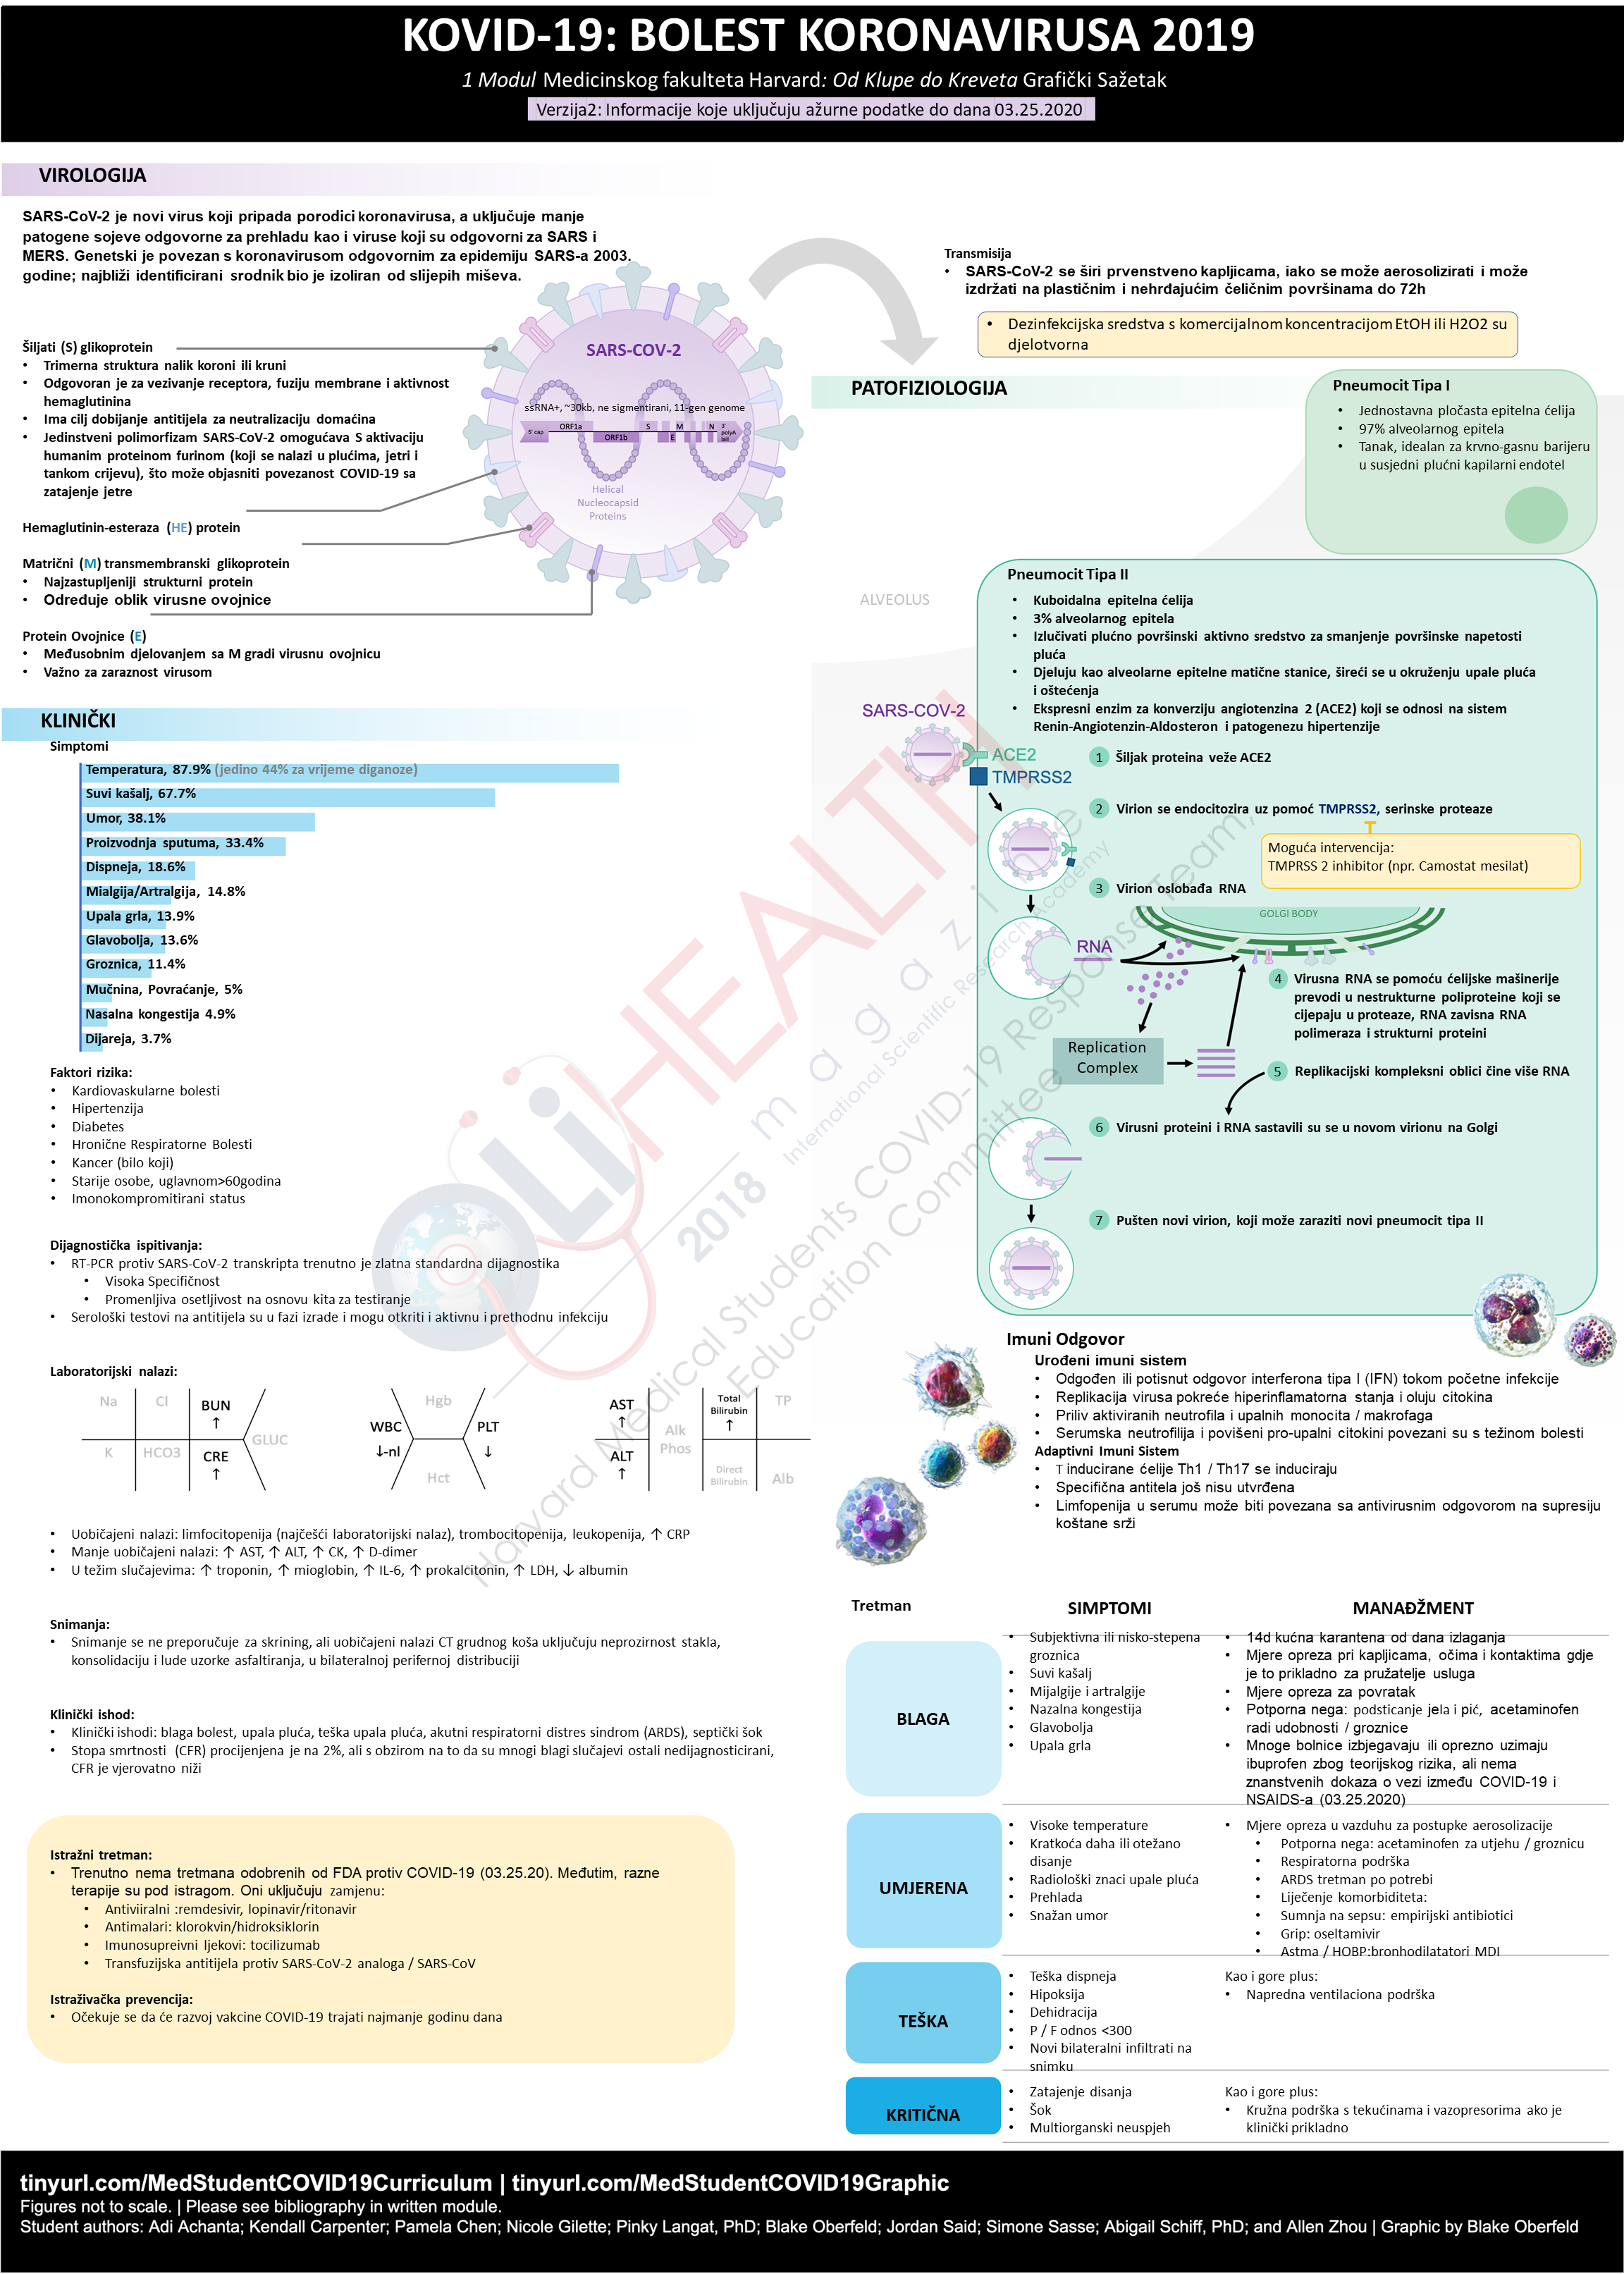 KOVID-19: BOLEST KORONAVIRUSA 2019
1 Modul Medicinskog fakulteta Harvard: Od Klupe do Kreveta Grafički Sažetak
Verzija2: Informacije koje uključuju ažurne podatke do dana 03.25.2020
VIROLOGIJA
SARS-CoV-2 je novi virus koji pripada porodici koronavirusa, a uključuje manje
patogene sojeve odgovorne za prehladu kao i viruse koji su odgovorni za SARS i
MERS. Genetski je povezan s koronavirusom odgovornim za epidemiju SARS-a 2003.
godine; najbliži identificirani srodnik bio je izoliran od slijepih miševa.
Šiljati (S) glikoprotein
• Trimerna struktura nalik koroni ili kruni
• Odgovoran je za vezivanje receptora, fuziju membrane i aktivnost
hemaglutinina
• Ima cilj dobijanje antitijela za neutralizaciju domaćina
• Jedinstveni polimorfizam SARS-CoV-2 omogućava S aktivaciju
humanim proteinom furinom (koji se nalazi u plućima, jetri i
tankom crijevu), što može objasniti povezanost COVID-19 sa
zatajenje jetre
Hemaglutinin-esteraza (HE) protein
Matrični (M) transmembranski glikoprotein
• Najzastupljeniji strukturni protein
• Određuje oblik virusne ovojnice
Protein Ovojnice (E)
• Međusobnim djelovanjem sa M gradi virusnu ovojnicu
• Važno za zaraznost virusom
SARS-COV-2
ssRNA+, ~30kb, ne sigmentirani, 11-gen genome
5' cap
ORF1a
ORF1b
S
E
M
N
3' polyA tail
Helical
Nucleocapsid
Proteins
Transmisija
• SARS-CoV-2 se širi prvenstveno kapljicama, iako se može aerosolizirati i može
izdržati na plastičnim i nehrđajućim čeličnim površinama do 72h
• Dezinfekcijska sredstva s komercijalnom koncentracijom EtOH ili H2O2 su
djelotvorna
PATOFIZIOLOGIJA
Pneumocit Tipa I
• Jednostavna pločasta epitelna ćelija
• 97% alveolarnog epitela
• Tanak, idealan za krvno-gasnu barijeru
u susjedni plućni kapilarni endotel
ALVEOLUS
Pneumocit Tipa II
• Kuboidalna epitelna ćelija
• 3% alveolarnog epitela
• Izlučivati plućno površinski aktivno sredstvo za smanjenje površinske napetosti
pluća
• Djeluju kao alveolarne epitelne matične stanice, šireći se u okruženju upale pluća
i oštećenja
• Ekspresni enzim za konverziju angiotenzina 2 (ACE2) koji se odnosi na sistem
Renin-Angiotenzin-Aldosteron i patogenezu hipertenzije
SARS-COV-2
ACE2
TMPRSS2
1 Šiljak proteina veže ACE2
2 Virion se endocitozira uz pomoć TMPRSS2, serinske proteaze
Moguća intervencija:
TMPRSS 2 inhibitor (npr. Camostat mesilat)
3 Virion oslobađa RNA
GOLGI BODY
RNA
4 Virusna RNA se pomoću ćelijske mašinerije
prevodi u nestrukturne poliproteine koji se
cijepaju u proteaze, RNA zavisna RNA
polimeraza i strukturni proteini
Replication
Complex
5 Replikacijski kompleksni oblici čine više RNA
6 Virusni proteini i RNA sastavili su se u novom virionu na Golgi
7 Pušten novi virion, koji može zaraziti novi pneumocit tipa II
KLINIČKI
Simptomi
Temperatura, 87.9% (jedino 44% za vrijeme diganoze)
Suvi kašalj, 67.7%
Umor, 38.1%
Proizvodnja sputuma, 33.4%
Dispneja, 18.6%
Mialgija/Artralgija, 14.8%
Upala grla, 13.9%
Glavobolja, 13.6%
Groznica, 11.4%
Mučnina, Povraćanje, 5%
Nasalna kongestija 4.9%
Dijareja, 3.7%
Faktori rizika:
• Kardiovaskularne bolesti
• Hipertenzija
• Diabetes
• Hronične Respiratorne Bolesti
• Kancer (bilo koji)
• Starije osobe, uglavnom>60godina
• Imonokompromitirani status
Dijagnostička ispitivanja:
• RT-PCR protiv SARS-CoV-2 transkripta trenutno je zlatna standardna dijagnostika
• Visoka Specifičnost
• Promenljiva osetljivost na osnovu kita za testiranje
• Serološki testovi na antitijela su u fazi izrade i mogu otkriti i aktivnu i prethodnu infekciju
Laboratorijski nalazi:
Na Cl BUN ↑ GLUC
K HCO3 CRE ↑
WBC ↓-nl Hgb PLT ↓
Hct
AST ↑ Alk Phos Total Bilirubin ↑ TP
ALT ↑ Direct Bilirubin Alb
• Uobičajeni nalazi: limfocitopenija (najčešći laboratorijski nalaz), trombocitopenija, leukopenija, ↑ CRP
• Manje uobičajeni nalazi: ↑ AST, ↑ ALT, ↑ CK, ↑ D-dimer
• U težim slučajevima: ↑ troponin, ↑ mioglobin, ↑ IL-6, ↑ prokalcitonin, ↑ LDH, ↓ albumin
Snimanja:
• Snimanje se ne preporučuje za skrining, ali uobičajeni nalazi CT grudnog koša uključuju neprozirnost stakla,
konsolidaciju i lude uzorke asfaltiranja, u bilateralnoj perifernoj distribuciji
Klinički ishod:
• Klinički ishodi: blaga bolest, upala pluća, teška upala pluća, akutni respiratorni distres sindrom (ARDS), septički šok
• Stopa smrtnosti (CFR) procijenjena je na 2%, ali s obzirom na to da su mnogi blagi slučajevi ostali nedijagnosticirani,
CFR je vjerovatno niži
Istražni tretman:
• Trenutno nema tretmana odobrenih od FDA protiv COVID-19 (03.25.20). Međutim, razne
terapije su pod istragom. Oni uključuju zamjenu:
• Antiviiralni :remdesivir, lopinavir/ritonavir
• Antimalari: klorokvin/hidroksiklorin
• Imunosupreivni ljekovi: tocilizumab
• Transfuzijska antitijela protiv SARS-CoV-2 analoga / SARS-CoV
Istraživačka prevencija:
• Očekuje se da će razvoj vakcine COVID-19 trajati najmanje godinu dana
Imuni Odgovor
Urođeni imuni sistem
• Odgođen ili potisnut odgovor interferona tipa I (IFN) tokom početne infekcije
• Replikacija virusa pokreće hiperinflamatorna stanja i oluju citokina
• Priliv aktiviranih neutrofila i upalnih monocita / makrofaga
• Serumska neutrofilija i povišeni pro-upalni citokini povezani su s težinom bolesti
Adaptivni Imuni Sistem
• T inducirane ćelije Th1 / Th17 se induciraju
• Specifična antitela još nisu utvrđena
• Limfopenija u serumu može biti povezana sa antivirusnim odgovorom na supresiju
koštane srži
Tretman
SIMPTOMI
MANAĐŽMENT
BLAGA
• Subjektivna ili nisko-stepena
groznica
• Suvi kašalj
• Mijalgije i artralgije
• Nazalna kongestija
• Glavobolja
• Upala grla
• 14d kućna karantena od dana izlaganja
• Mjere opreza pri kapljicama, očima i kontaktima gdje
je to prikladno za pružatelje usluga
• Mjere opreza za povratak
• Potporna nega: podsticanje jela i pić, acetaminofen
radi udobnosti / groznice
• Mnoge bolnice izbjegavaju ili oprezno uzimaju
ibuprofen zbog teorijskog rizika, ali nema
znanstvenih dokaza o vezi između COVID-19 i
NSAIDS-a (03.25.2020)
UMJERENA
• Visoke temperature
• Kratkoća daha ili otežano
disanje
• Radiološki znaci upale pluća
• Prehlada
• Snažan umor
• Mjere opreza u vazduhu za postupke aerosolizacije
• Potporna nega: acetaminofen za utjehu / groznicu
• Respiratorna podrška
• ARDS tretman po potrebi
• Liječenje komorbiditeta:
• Sumnja na sepsu: empirijski antibiotici
• Grip: oseltamivir
• Astma / HOBP:bronhodilatatori MDI
TEŠKA
• Teška dispneja
• Hipoksija
• Dehidracija
• P / F odnos <300
• Novi bilateralni infiltrati na
snimku
Kao i gore plus:
• Napredna ventilaciona podrška
KRITIČNA
• Zatajenje disanja
• Šok
• Multiorganski neuspjeh
Kao i gore plus:
• Kružna podrška s tekućinama i vazopresorima ako je
klinički prikladno
OLiHEALTH
magazine
2018
International Scientific Research Academy
Harvard Medical Students COVID-19 Response Team,
Education Committee
tinyurl.com/MedStudentCOVID19Curriculum | tinyurl.com/MedStudentCOVID19Graphic
Figures not to scale. | Please see bibliography in written module.
Student authors: Adi Achanta; Kendall Carpenter; Pamela Chen; Nicole Gilette; Pinky Langat, PhD; Blake Oberfeld; Jordan Said; Simone Sasse; Abigail Schiff, PhD; and Allen Zhou | Graphic by Blake Oberfeld